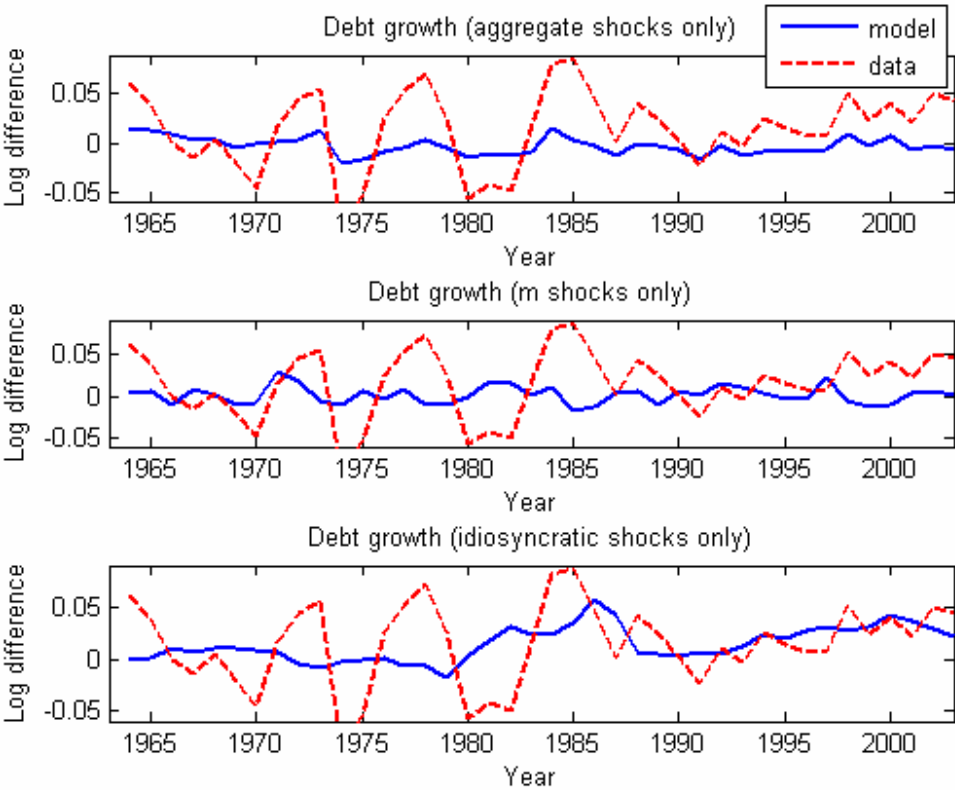 Debt growth (aggregate shocks only)
model
data
Log difference
0.05
0
-0.05
1965 1970 1975 1980 1985 1990 1995 2000
Year
Debt growth (m shocks only)
Log difference
0.05
0
-0.05
1965 1970 1975 1980 1985 1990 1995 2000
Year
Debt growth (idiosyncratic shocks only)
Log difference
0.05
0
-0.05
1965 1970 1975 1980 1985 1990 1995 2000
Year